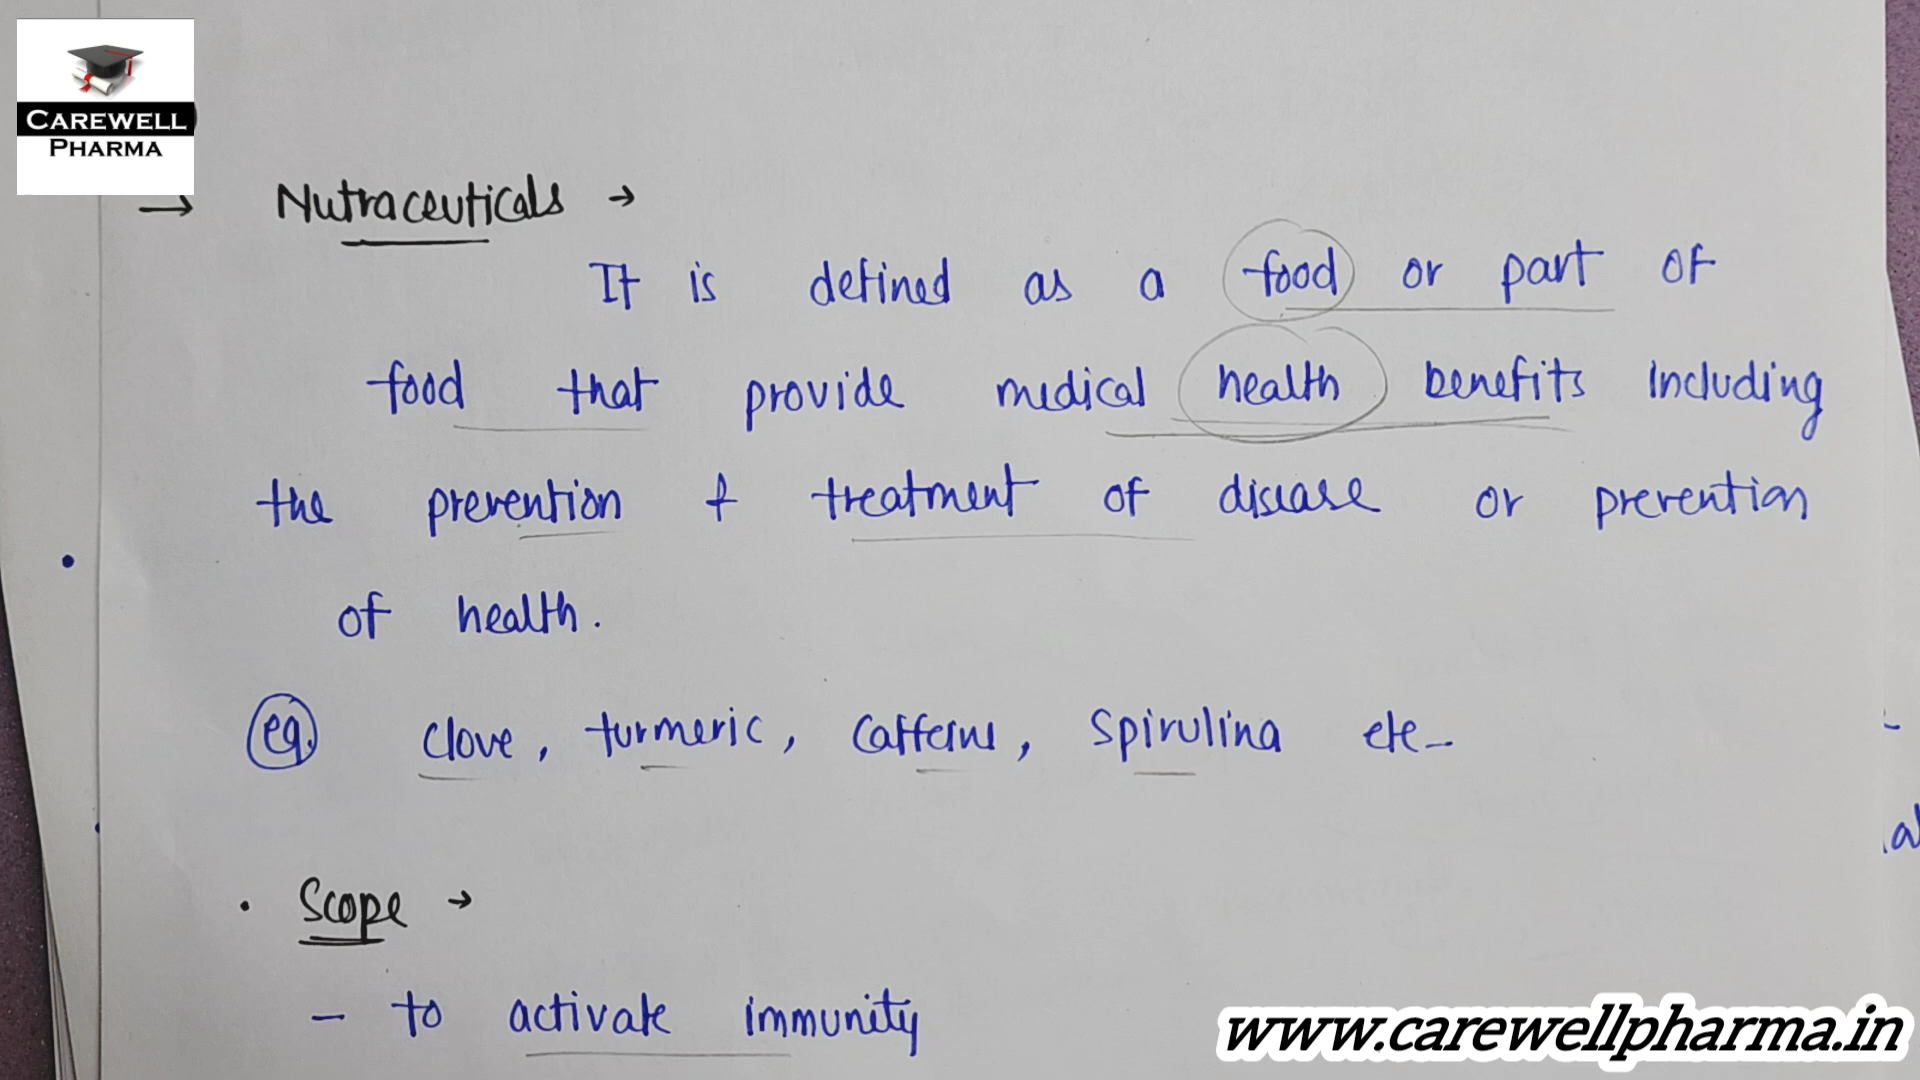 CAREWELL
PHARMA
→ Nutraceuticals →
It is defined as a food or part of
food that provide medical health benefits including
the prevention & treatment of disease or prevention
of health.
eg. Clove, turmeric, Caffeine, Spirulina etc-
• Scope →
- to activate immunity
www.carewellpharma.in